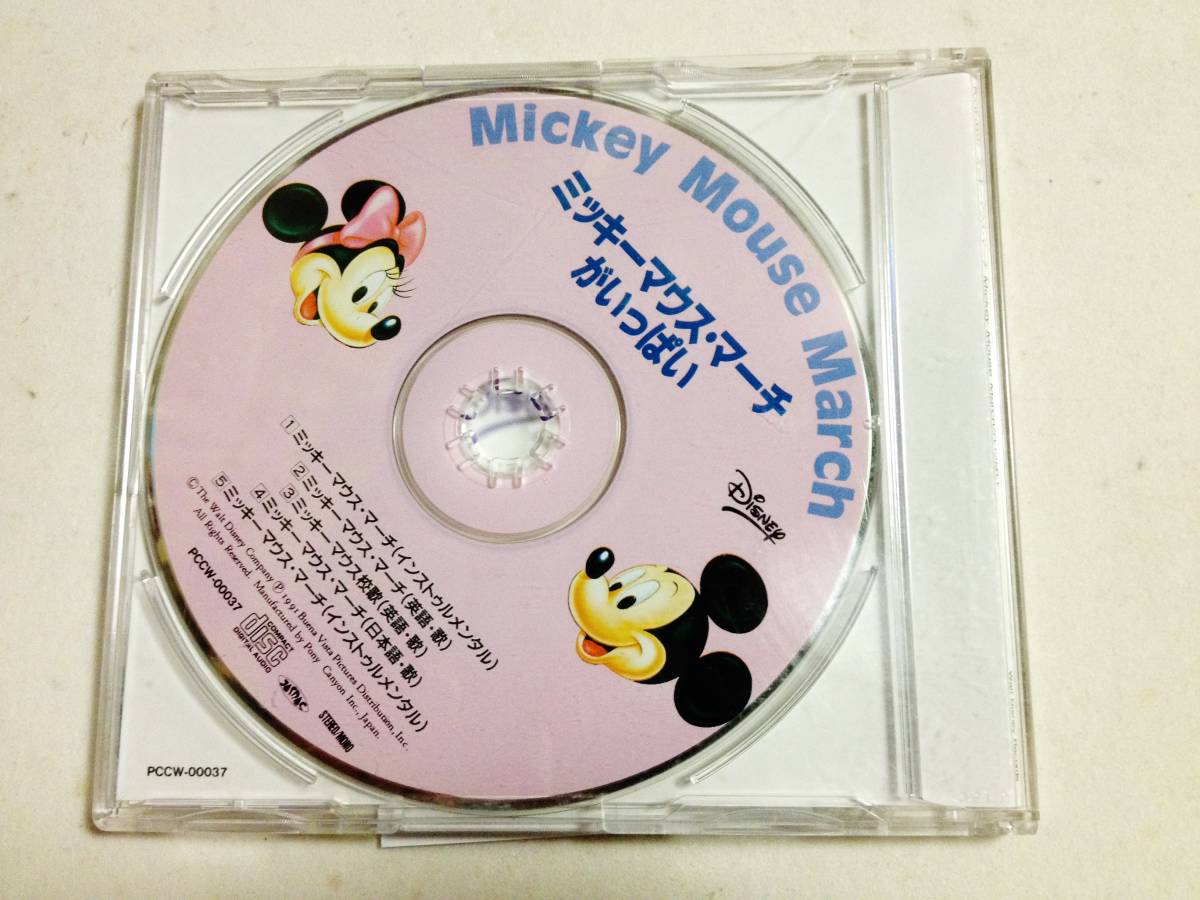 Mickey Mouse March
ミッキーマウス・マーチ
がいっぱい
DISNEY
1 ミッキーマウス・マーチ(インストゥルメンタル)
2 ミッキーマウス・マーチ(英語・歌)
3 ミッキーマウス校歌(英語・歌)
4 ミッキーマウス・マーチ(日本語・歌)
5 ミッキーマウス・マーチ(インストゥルメンタル)
© The Walt Disney Company ℗ 1991 Buena Vista Pictures Distribution, Inc.
All Rights Reserved. Manufactured by Pony Canyon Inc., Japan.
PCCW-00037
COMPACT
disc
DIGITAL AUDIO
JASRAC
STEREO/MONO
PCCW-00037